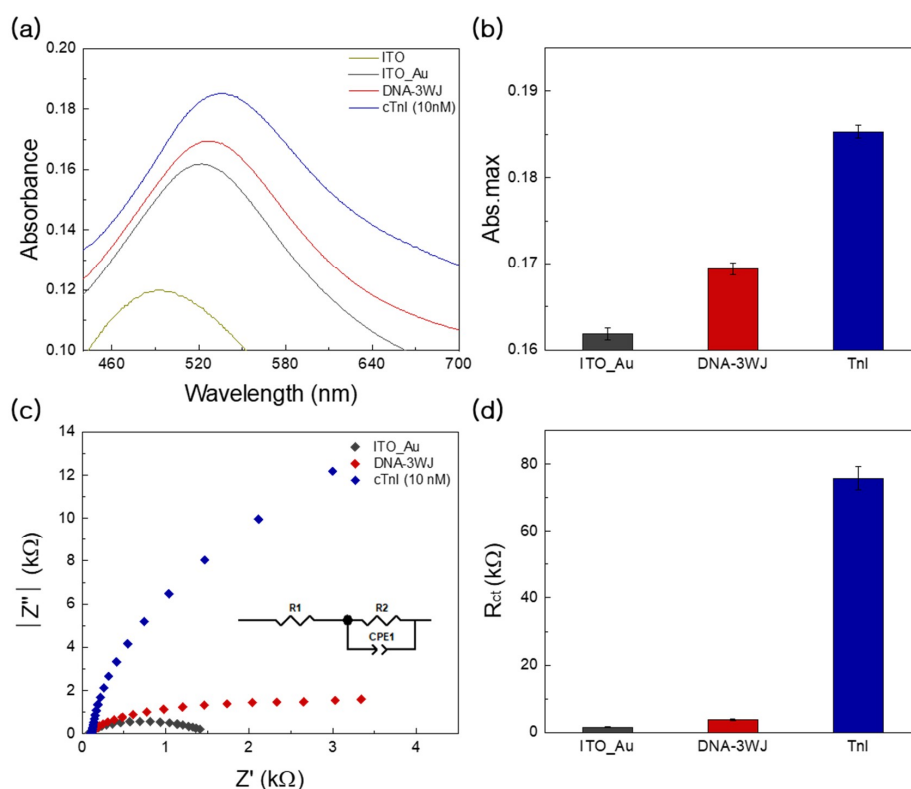 (a)
0.20
0.18
0.16
0.14
0.12
0.10
Absorbance
460
520
580
640
700
Wavelength (nm)
ITO
ITO_Au
DNA-3WJ
cTnI (10nM)
(b)
0.19
0.18
0.17
0.16
Abs.max
ITO_Au
DNA-3WJ
TnI
(c)
14
12
10
8
6
4
2
0
|Z"| (kΩ)
0
1
2
3
4
Z' (kΩ)
ITO_Au
DNA-3WJ
cTnI (10 nM)
R1
R2
CPE1
(d)
80
60
40
20
0
Rct (kΩ)
ITO_Au
DNA-3WJ
TnI